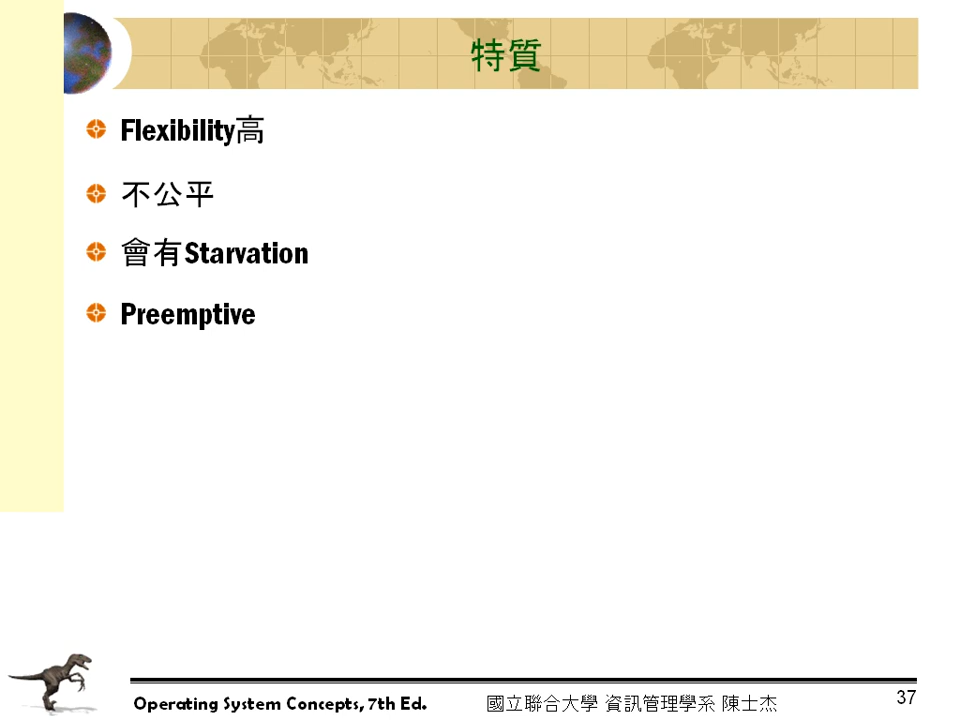 特質
Flexibility高
不公平
會有Starvation
Preemptive
Operating System Concepts, 7th Ed.
國立聯合大學 資訊管理學系 陳士杰
37